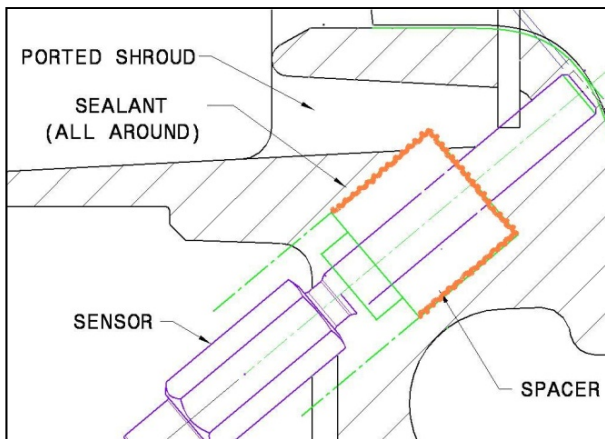 PORTED SHROUD
SEALANT
(ALL AROUND)
SENSOR
SPACER